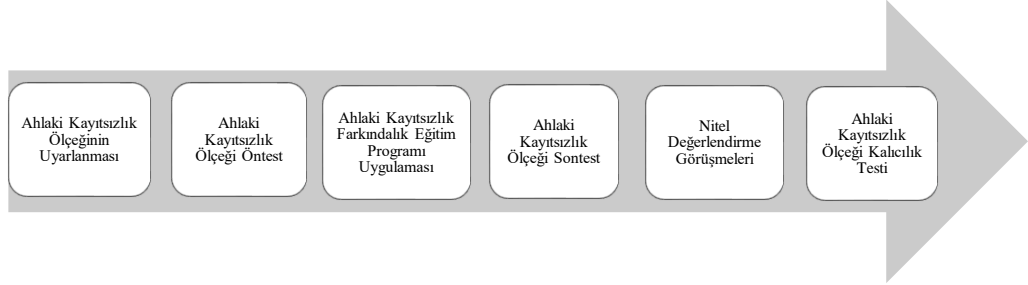 Ahlaki Kayıtsızlık
Ölçeğinin
Uyarlanması
Ahlaki
Kayıtsızlık
Ölçeği Öntest
Ahlaki Kayıtsızlık
Farkındalık Eğitim
Programı
Uygulaması
Ahlaki
Kayıtsızlık
Ölçeği Sontest
Nitel
Değerlendirme
Görüşmeleri
Ahlaki
Kayıtsızlık
Ölçeği Kalıcılık
Testi